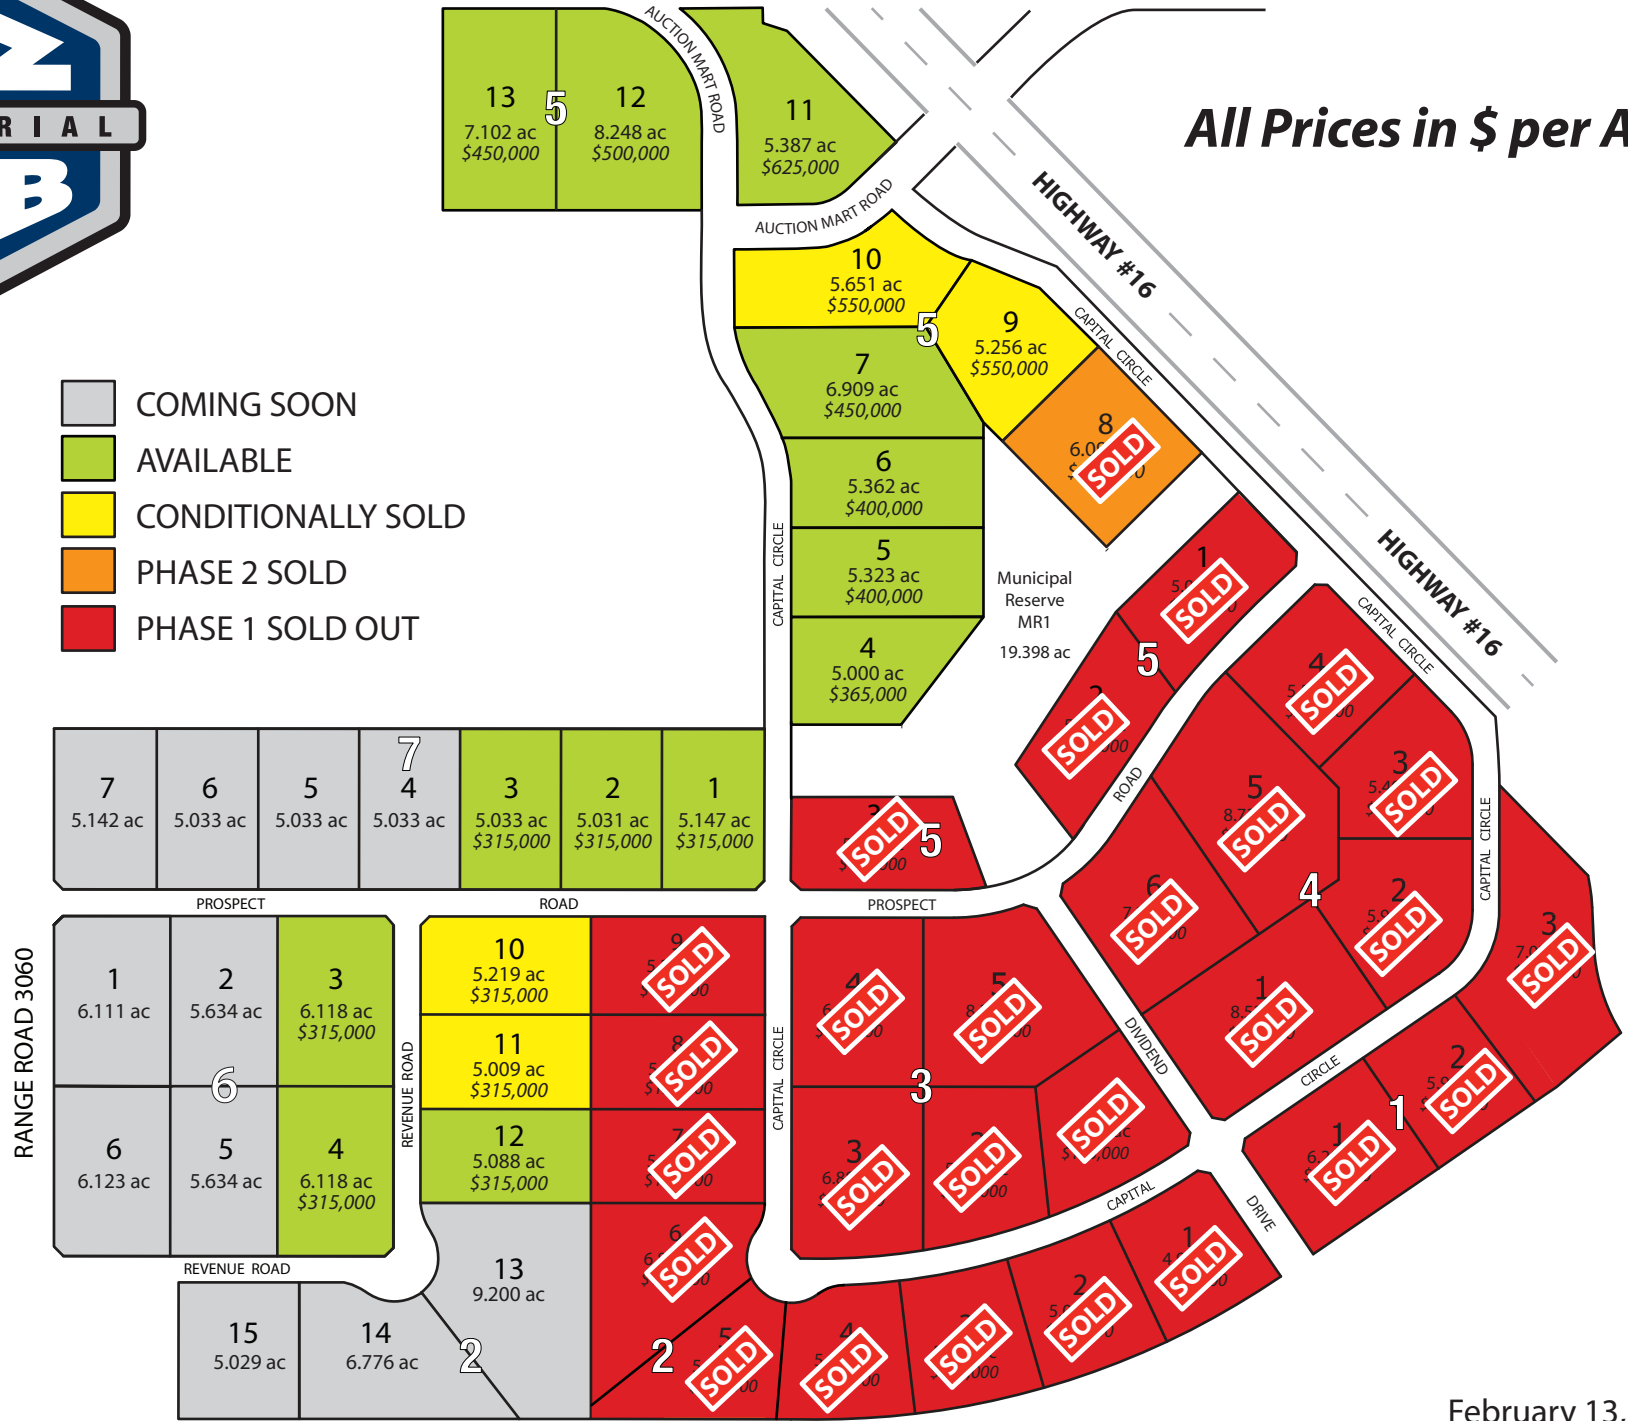 R I A L
B
All Prices in $ per
AUCTION MART ROAD
13
7.102 ac
$450,000
5
12
8.248 ac
$500,000
11
5.387 ac
$625,000
AUCTION MART ROAD
HIGHWAY #16
10
5.651 ac
$550,000
5
9
5.256 ac
$550,000
CAPITAL CIRCLE
7
6.909 ac
$450,000
8
SOLD
COMING SOON
AVAILABLE
CONDITIONALLY SOLD
PHASE 2 SOLD
PHASE 1 SOLD OUT
6
5.362 ac
$400,000
5
5.323 ac
$400,000
4
5.000 ac
$365,000
CAPITAL CIRCLE
Municipal
Reserve
MR1
19.398 ac
HIGHWAY #16
1
SOLD
5
2
SOLD
CAPITAL CIRCLE
4
SOLD
3
SOLD
5
SOLD
ROAD
CAPITAL CIRCLE
7
5.142 ac
6
5.033 ac
5
5.033 ac
7
4
5.033 ac
3
5.033 ac
$315,000
2
5.031 ac
$315,000
1
5.147 ac
$315,000
3
SOLD
5
6
SOLD
4
2
SOLD
1
SOLD
3
SOLD
PROSPECT
ROAD
PROSPECT
RANGE ROAD 3060
1
6.111 ac
2
5.634 ac
3
6.118 ac
$315,000
6
6
6.123 ac
5
5.634 ac
4
6.118 ac
$315,000
REVENUE ROAD
REVENUE ROAD
10
5.219 ac
$315,000
11
5.009 ac
$315,000
12
5.088 ac
$315,000
13
9.200 ac
9
SOLD
8
SOLD
7
SOLD
6
SOLD
CAPITAL CIRCLE
4
SOLD
5
SOLD
3
3
SOLD
2
SOLD
SOLD
DIVIDEND
CIRCLE
2
SOLD
1
1
SOLD
CAPITAL
DRIVE
15
5.029 ac
14
6.776 ac
2
2
5
SOLD
4
SOLD
3
SOLD
2
SOLD
1
SOLD
February 13,